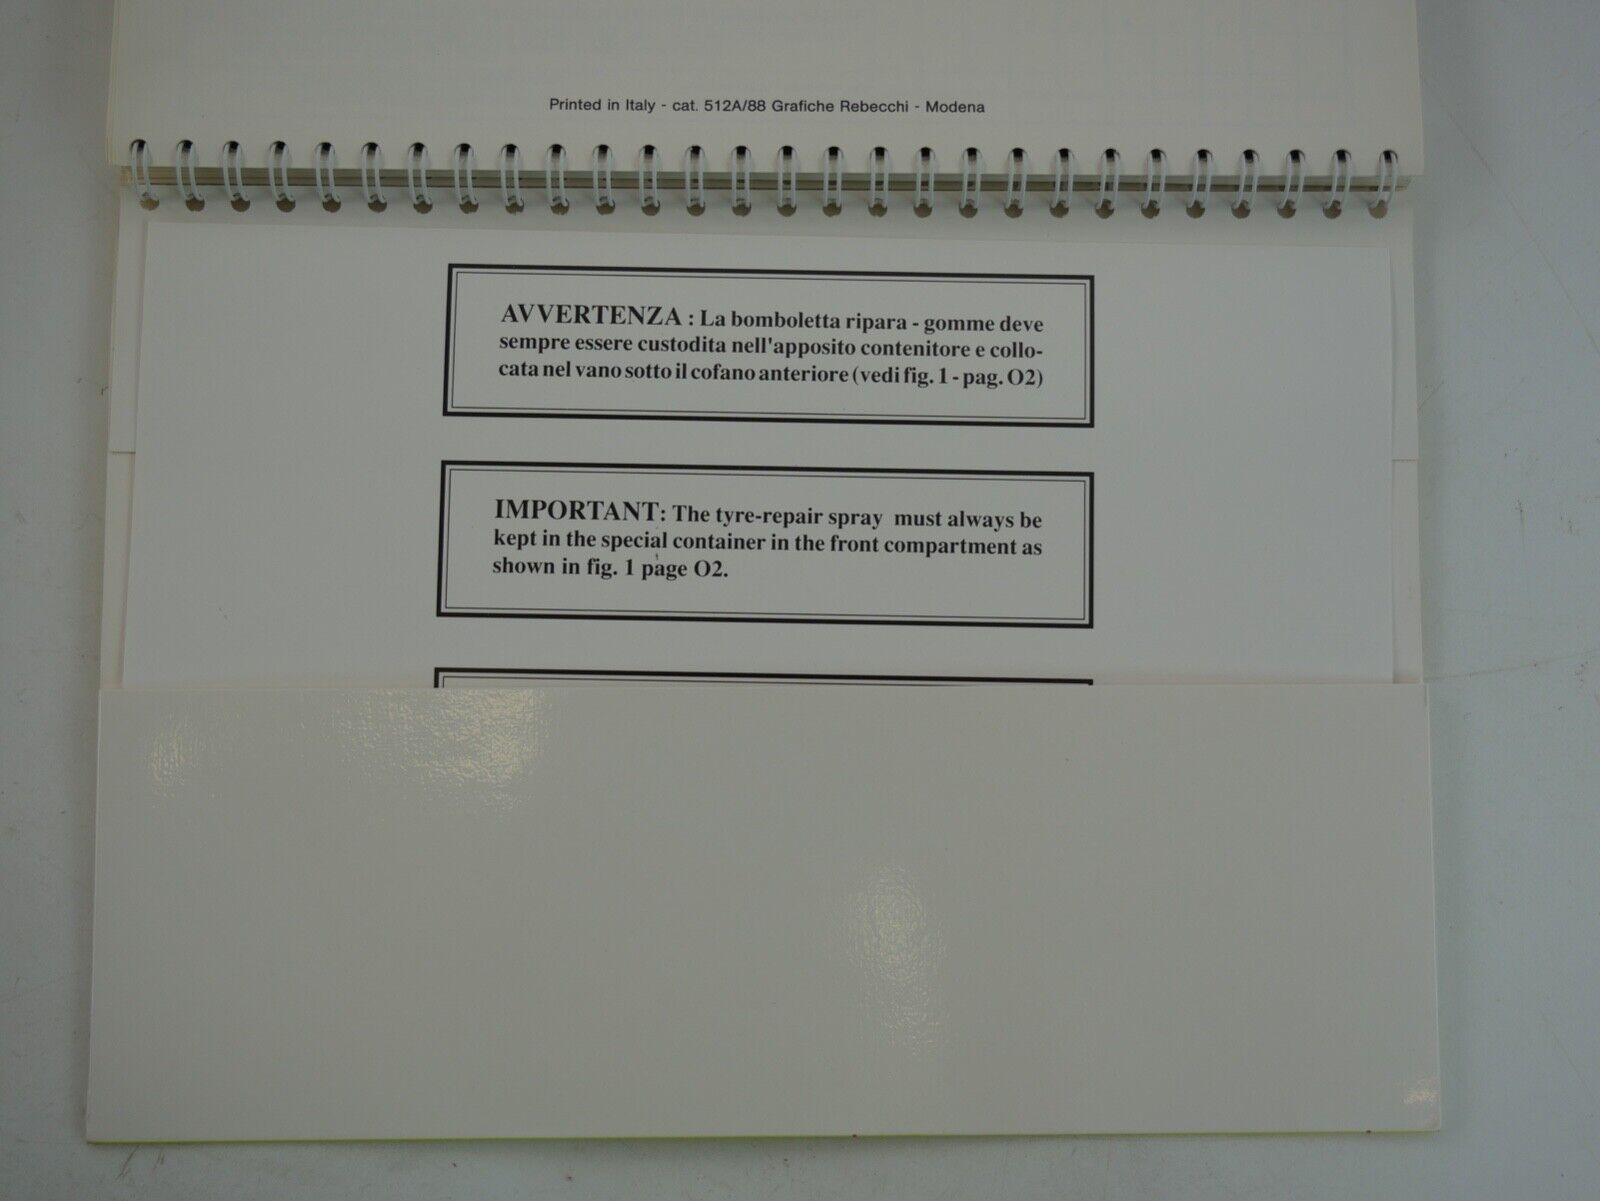 Printed in Italy - cat. 512A/88 Grafiche Rebecchi - Modena
AVVERTENZA : La bomboletta ripara - gomme deve
sempre essere custodita nell'apposito contenitore e collo-
cata nel vano sotto il cofano anteriore (vedi fig. 1 - pag. O2)
IMPORTANT: The tyre-repair spray must always be
kept in the special container in the front compartment as
shown in fig. 1 page O2.